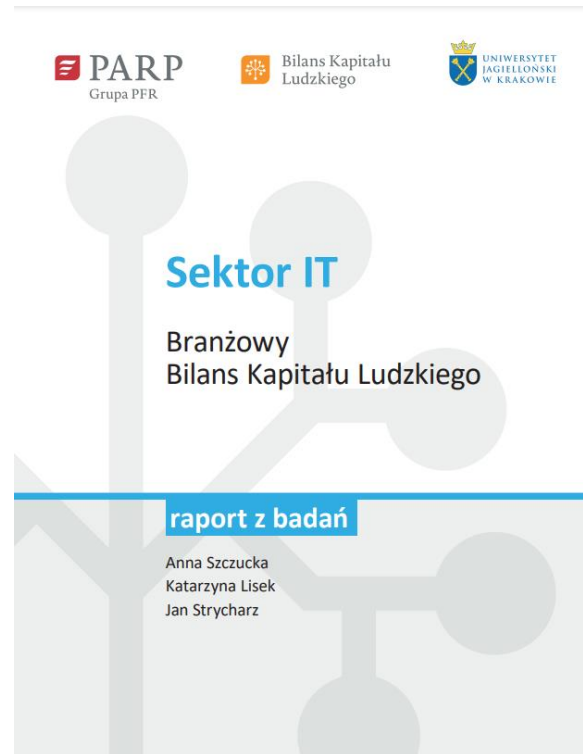 PARP
Grupa PFR
Bilans Kapitału
Ludzkiego
UNIWERSYTET
JAGIELLOŃSKI
W KRAKOWIE
Sektor IT
Branżowy
Bilans Kapitału Ludzkiego
raport z badań
Anna Szczucka
Katarzyna Lisek
Jan Strycharz